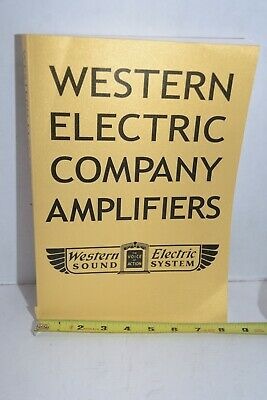 WESTERN
ELECTRIC
COMPANY
AMPLIFIERS
Western Electric
SOUND SYSTEM
VOICE
of
ACTION
2 3 4 5 6 7 8 9